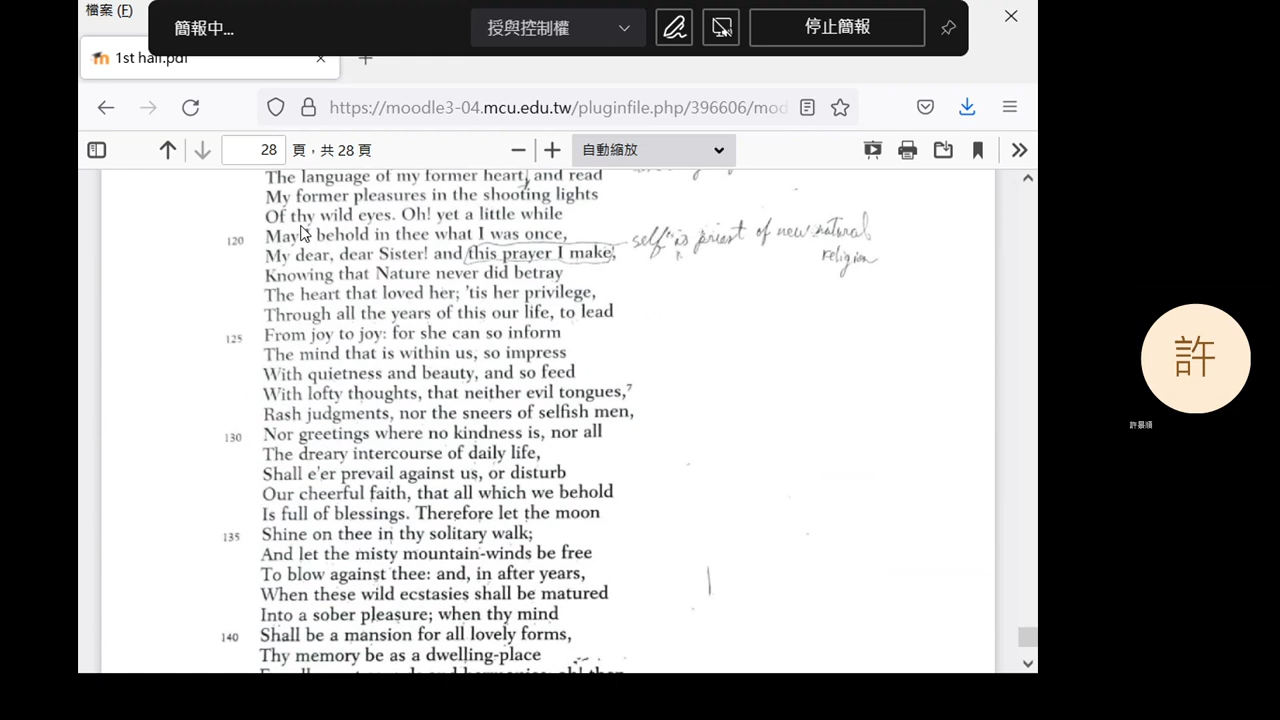 檔案 (F)
簡報中...
授與控制權
停止簡報
1st half.pdf
https://moodle3-04.mcu.edu.tw/pluginfile.php/396606/mod
28 頁，共 28 頁
自動縮放
The language of my former heart, and read
My former pleasures in the shooting lights
Of thy wild eyes. Oh! yet a little while
120 May I behold in thee what I was once,
My dear, dear Sister! and this prayer I make,
self is priest of new natural
religion
Knowing that Nature never did betray
The heart that loved her; 'tis her privilege,
Through all the years of this our life, to lead
125 From joy to joy: for she can so inform
The mind that is within us, so impress
With quietness and beauty, and so feed
With lofty thoughts, that neither evil tongues,7
Rash judgments, nor the sneers of selfish men,
130 Nor greetings where no kindness is, nor all
The dreary intercourse of daily life,
Shall e'er prevail against us, or disturb
Our cheerful faith, that all which we behold
Is full of blessings. Therefore let the moon
135 Shine on thee in thy solitary walk;
And let the misty mountain-winds be free
To blow against thee: and, in after years,
When these wild ecstasies shall be matured
Into a sober pleasure; when thy mind
140 Shall be a mansion for all lovely forms,
Thy memory be as a dwelling-place
許
許景順